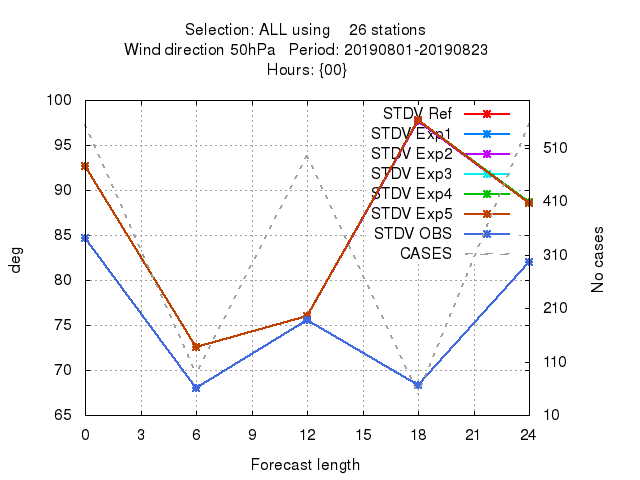 Selection: ALL using    26 stations
Wind direction 50hPa   Period: 20190801-20190823
Hours: {00}
100
95
90
85
80
75
70
65
deg
510
410
310
210
110
10
No cases
STDV Ref
STDV Exp1
STDV Exp2
STDV Exp3
STDV Exp4
STDV Exp5
STDV OBS
CASES
0 3 6 9 12 15 18 21 24
Forecast length